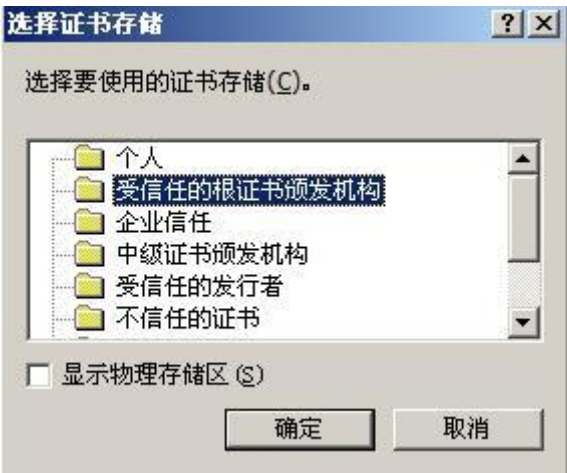 选择证书存储
选择要使用的证书存储(C)。
个人
受信任的根证书颁发机构
企业信任
中级证书颁发机构
受信任的发行者
不信任的证书
显示物理存储区(S)
确定 取消